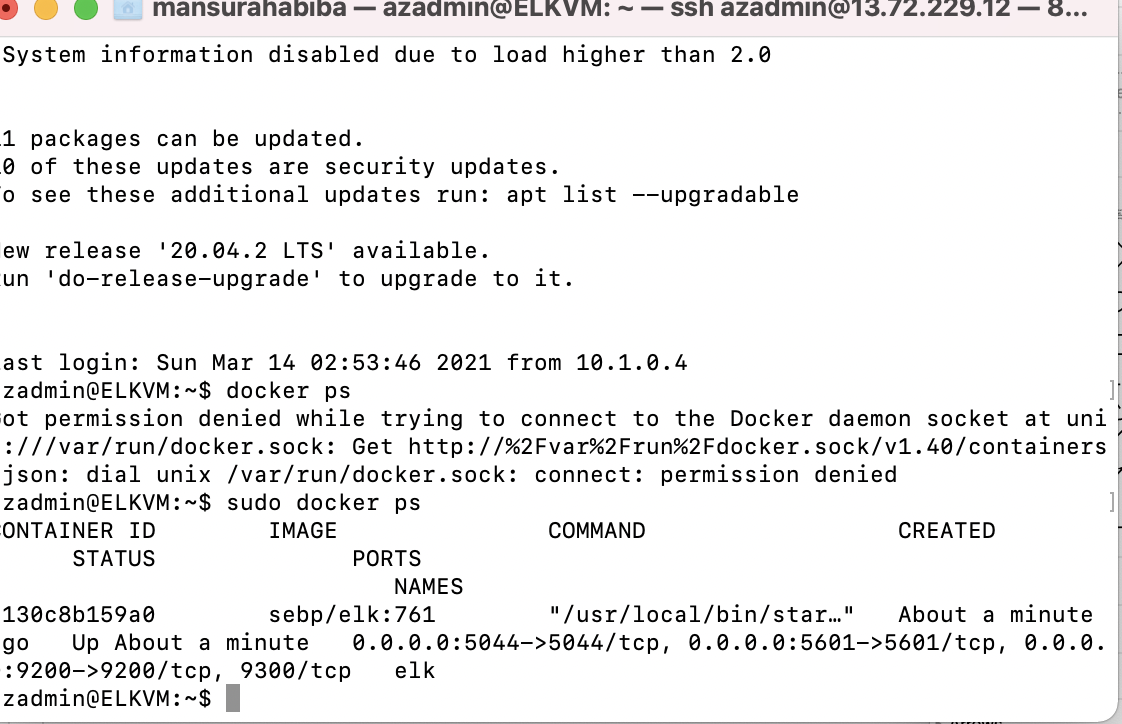 mansurahabiba — azadmin@ELKVM: ~ — ssh azadmin@13.72.229.12 — 8...
System information disabled due to load higher than 2.0
1 packages can be updated.
0 of these updates are security updates.
o see these additional updates run: apt list --upgradable
ew release '20.04.2 LTS' available.
un 'do-release-upgrade' to upgrade to it.
ast login: Sun Mar 14 02:53:46 2021 from 10.1.0.4
zadmin@ELKVM:~$ docker ps ]
ot permission denied while trying to connect to the Docker daemon socket at uni
:///var/run/docker.sock: Get http://%2Fvar%2Frun%2Fdocker.sock/v1.40/containers
json: dial unix /var/run/docker.sock: connect: permission denied
zadmin@ELKVM:~$ sudo docker ps ]
ONTAINER ID IMAGE COMMAND CREATED
STATUS PORTS
NAMES
130c8b159a0 sebp/elk:761 "/usr/local/bin/star…" About a minute
go Up About a minute 0.0.0.0:5044->5044/tcp, 0.0.0.0:5601->5601/tcp, 0.0.0.
:9200->9200/tcp, 9300/tcp elk
zadmin@ELKVM:~$